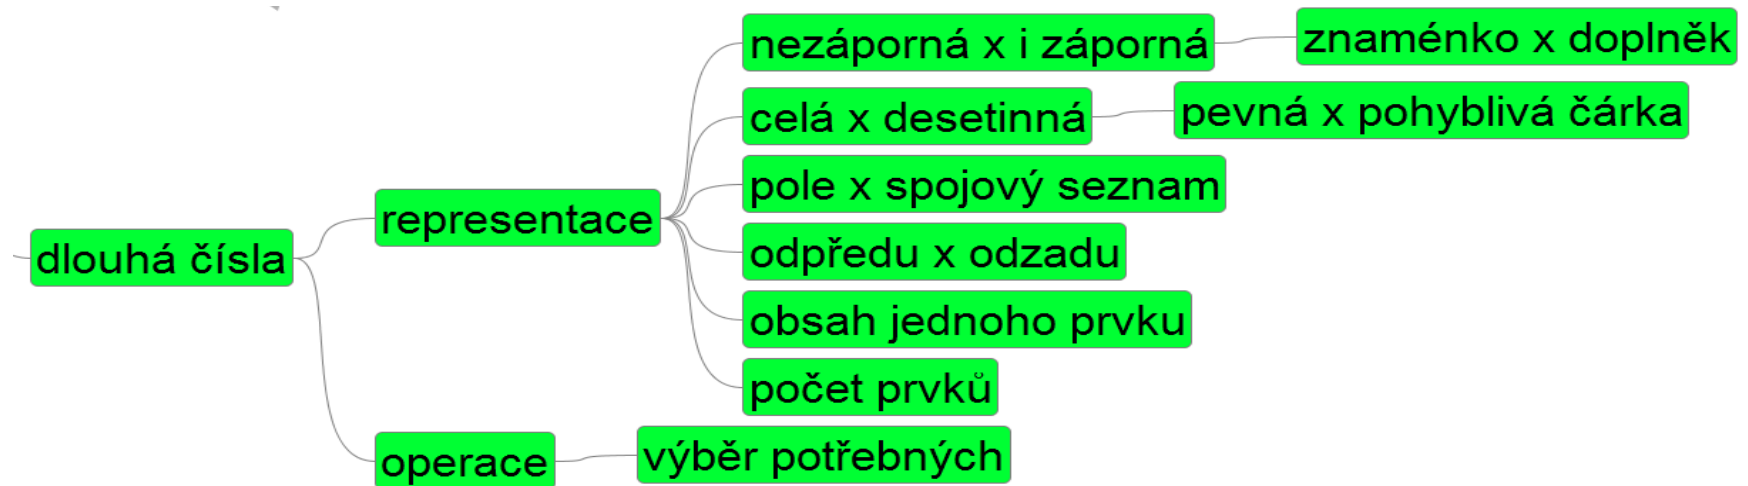 dlouhá čísla
representace
nezáporná x i záporná
znaménko x doplněk
celá x desetinná
pevná x pohyblivá čárka
pole x spojový seznam
odpředu x odzadu
obsah jednoho prvku
počet prvků
operace
výběr potřebných